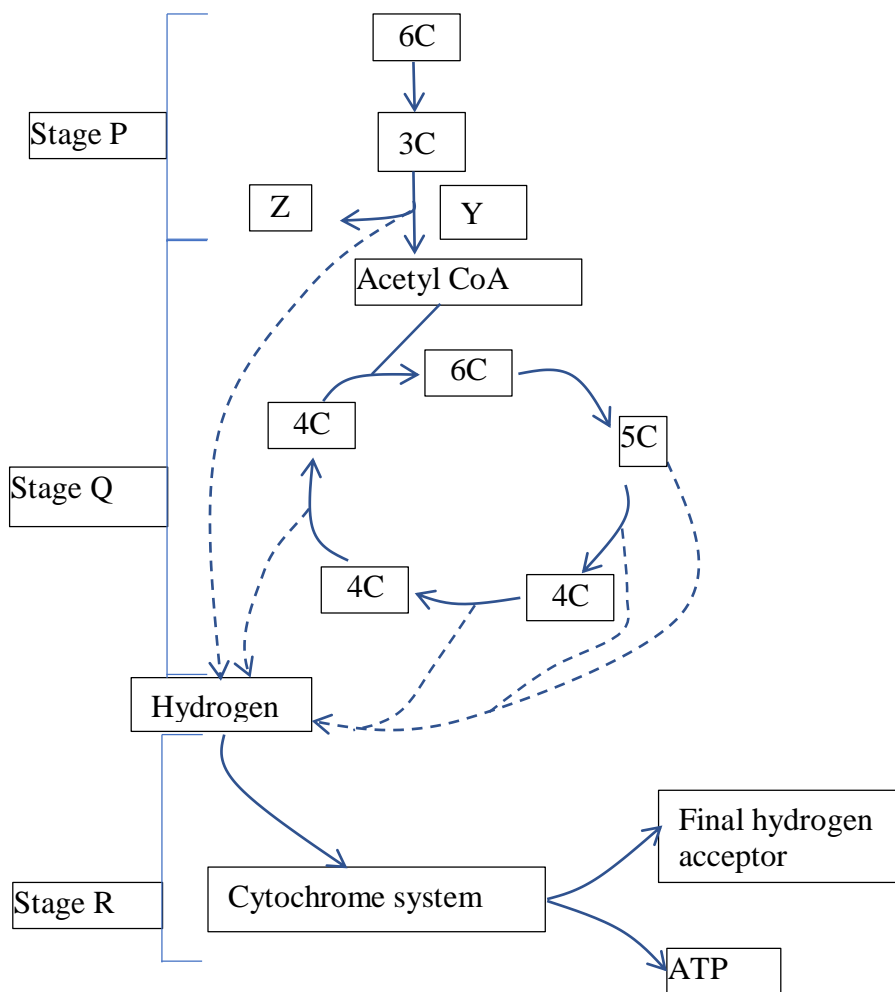 6C
Stage P
3C
Z
Y
Acetyl CoA
6C
4C
5C
Stage Q
4C
4C
Hydrogen
Final hydrogen
acceptor
Stage R
Cytochrome system
ATP